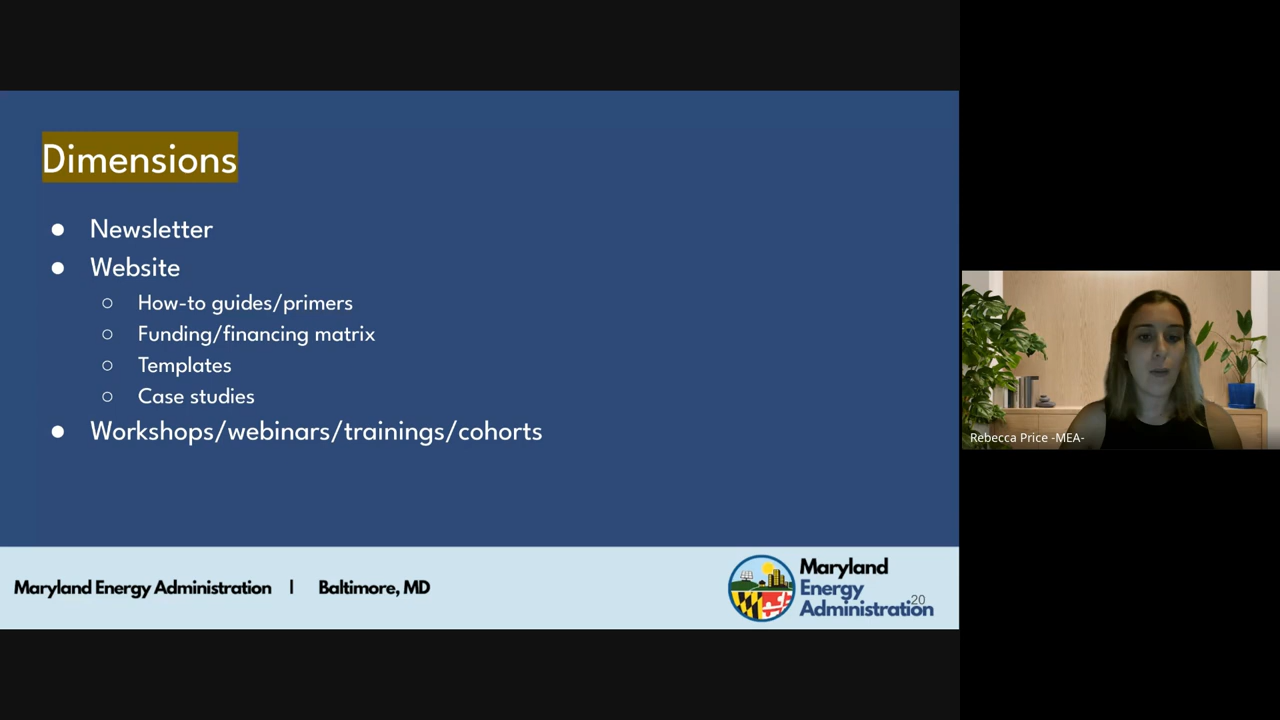 Dimensions
● Newsletter
● Website
○ How-to guides/primers
○ Funding/financing matrix
○ Templates
○ Case studies
● Workshops/webinars/trainings/cohorts
Maryland Energy Administration | Baltimore, MD
Maryland
Energy
Administration
20
Rebecca Price -MEA-